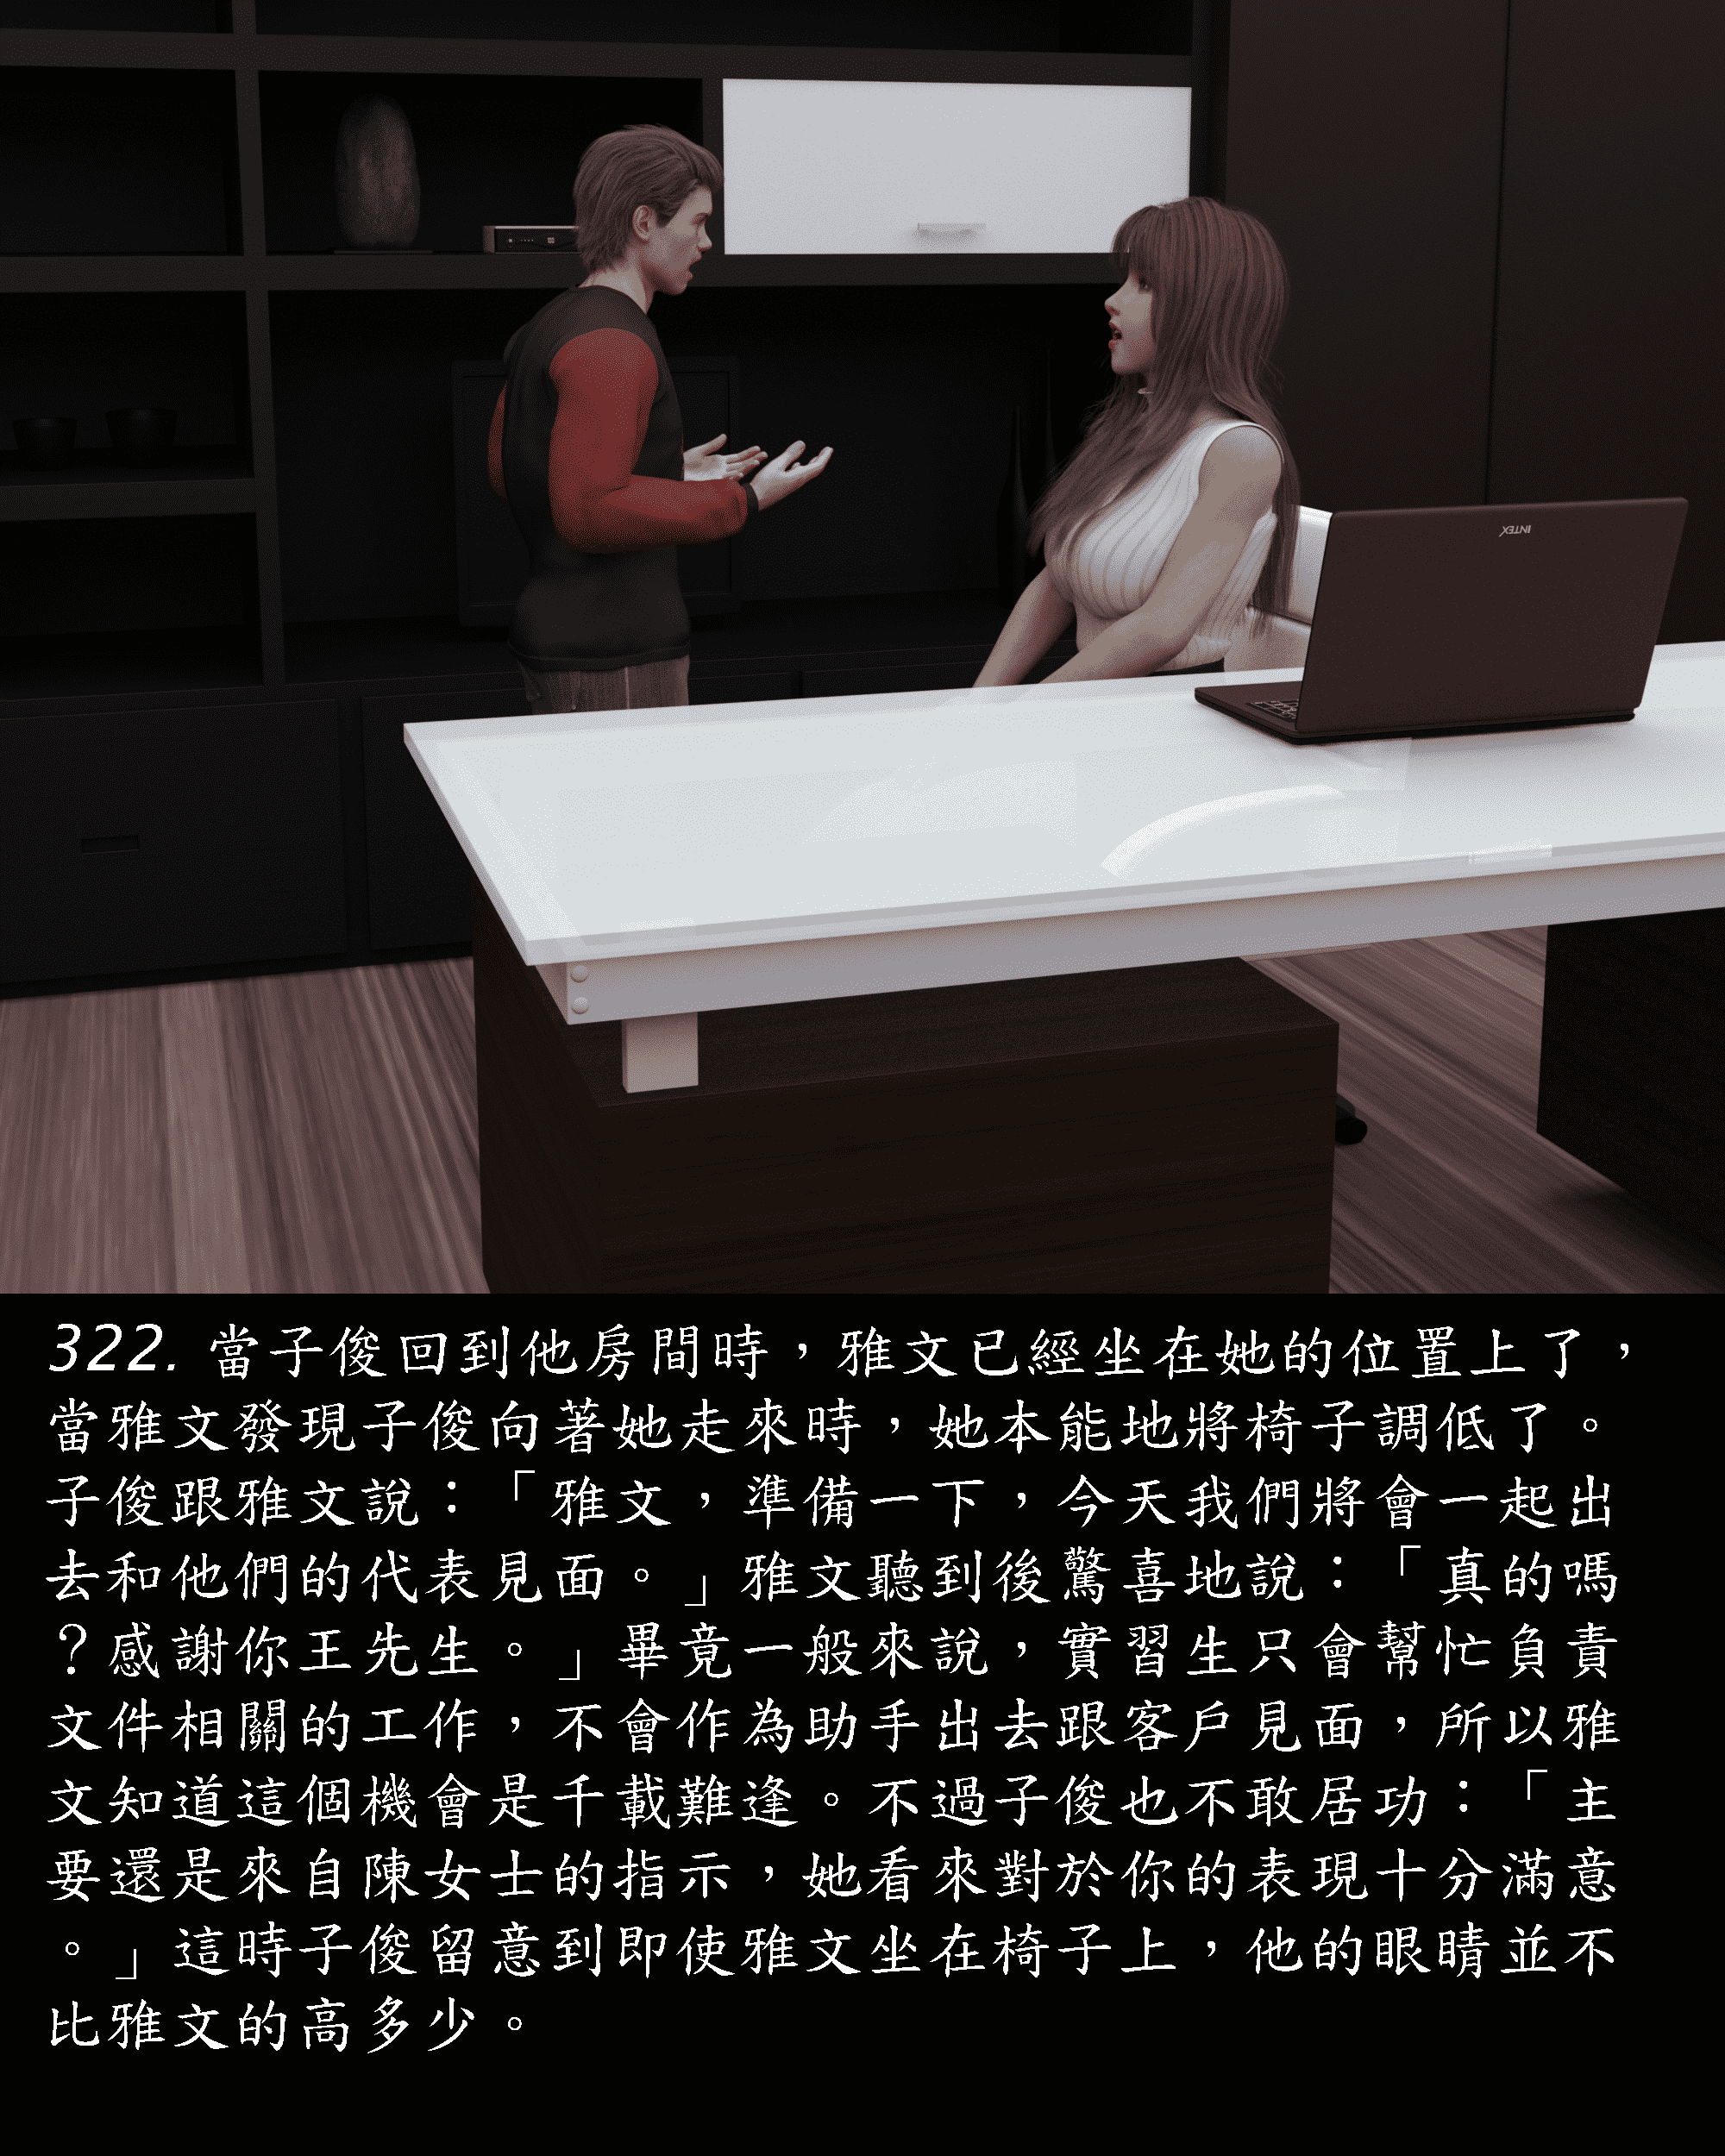 INTEX
322. 當子俊回到他房間時，雅文已經坐在她的位置上了，
當雅文發現子俊向著她走來時，她本能地將椅子調低了。
子俊跟雅文說：「雅文，準備一下，今天我們將會一起出
去和他們的代表見面。」雅文聽到後驚喜地說：「真的嗎
？感謝你王先生。」畢竟一般來說，實習生只會幫忙負責
文件相關的工作，不會作為助手出去跟客戶見面，所以雅
文知道這個機會是千載難逢。不過子俊也不敢居功：「主
要還是來自陳女士的指示，她看來對於你的表現十分滿意
。」這時子俊留意到即使雅文坐在椅子上，他的眼睛並不
比雅文的高多少。